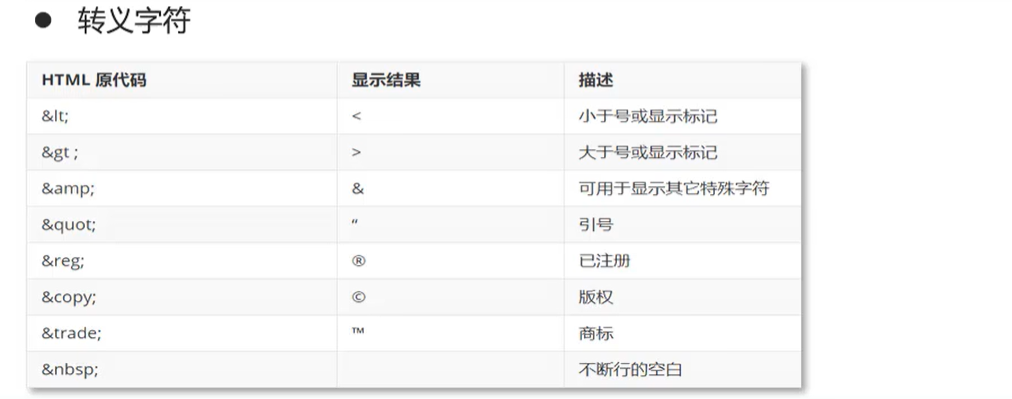 ● 转义字符
HTML 原代码 显示结果 描述
&lt; < 小于号或显示标记
&gt ; > 大于号或显示标记
&amp; & 可用于显示其它特殊字符
&quot; “ 引号
&reg; ® 已注册
&copy; © 版权
&trade; ™ 商标
&nbsp; 不断行的空白